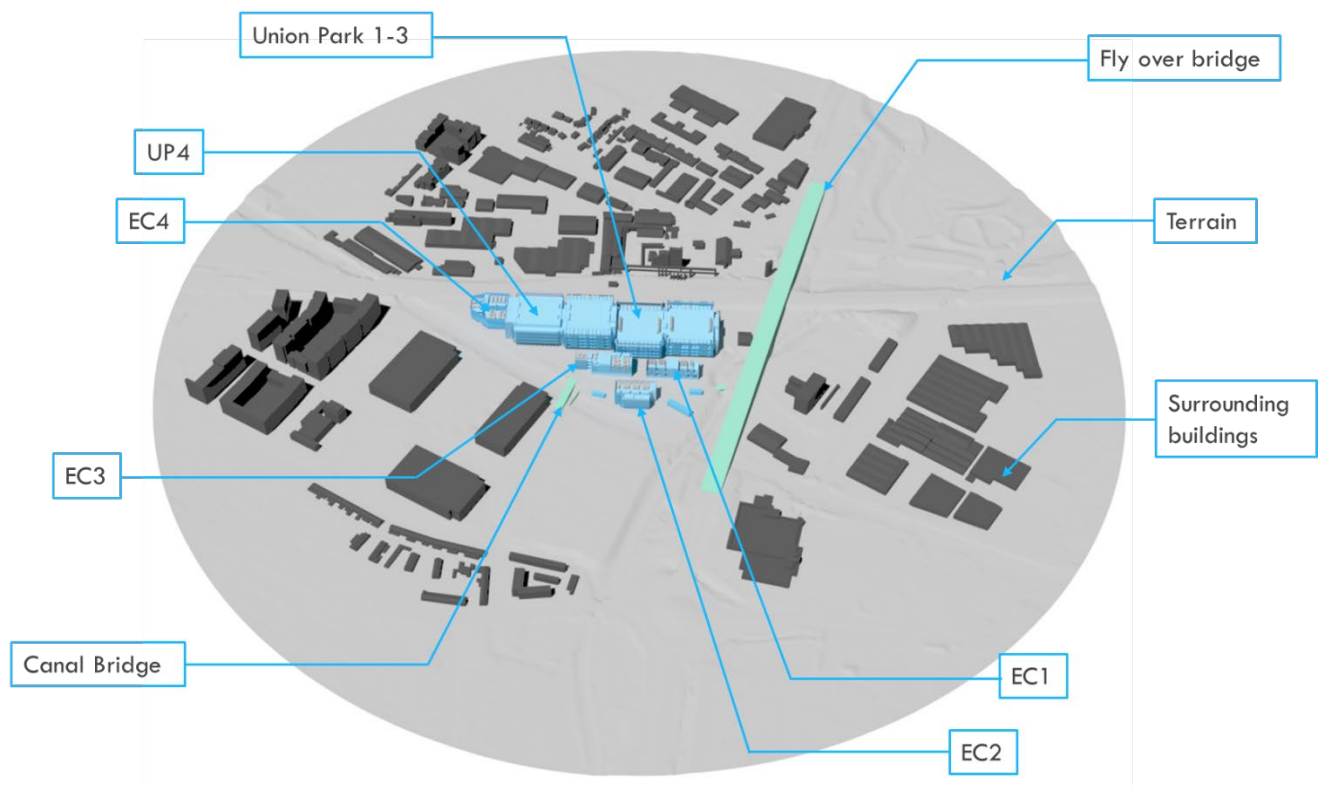 Union Park 1-3
Fly over bridge
UP4
EC4
Terrain
Surrounding
buildings
EC3
Canal Bridge
EC1
EC2